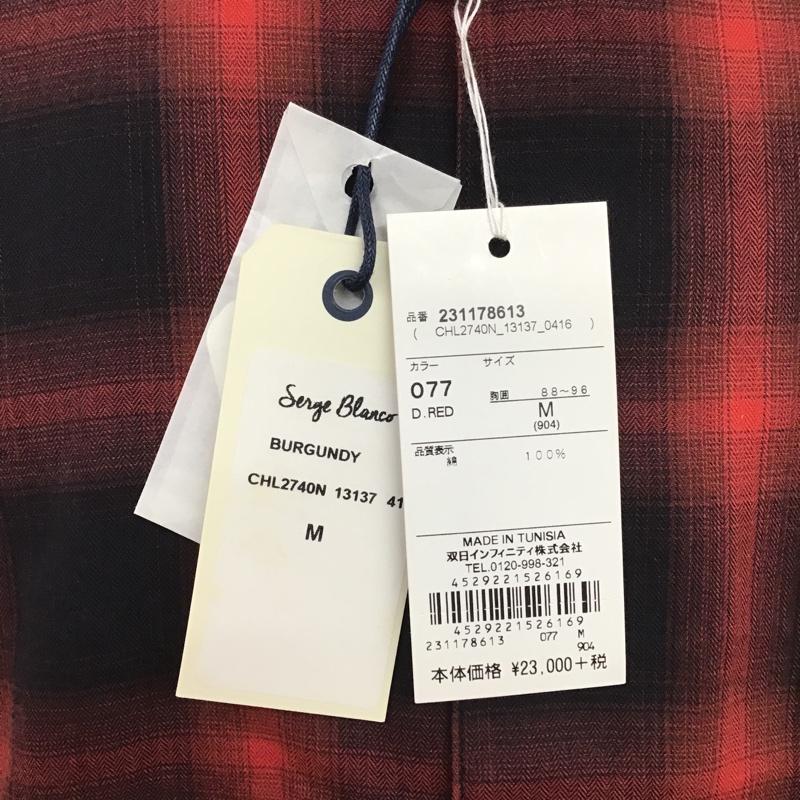 Serge Blanco
BURGUNDY
CHL2740N 13137 41
M
品番 231178613
( CHL2740N_13137_0416 )
カラー サイズ
077 胸囲 88～96
D.RED M
(904)
品質表示
綿 100%
MADE IN TUNISIA
双日インフィニティ株式会社
TEL.0120-998-321
4529221526169
4529221526169
231178613 077 M
904
本体価格 ¥23,000+税